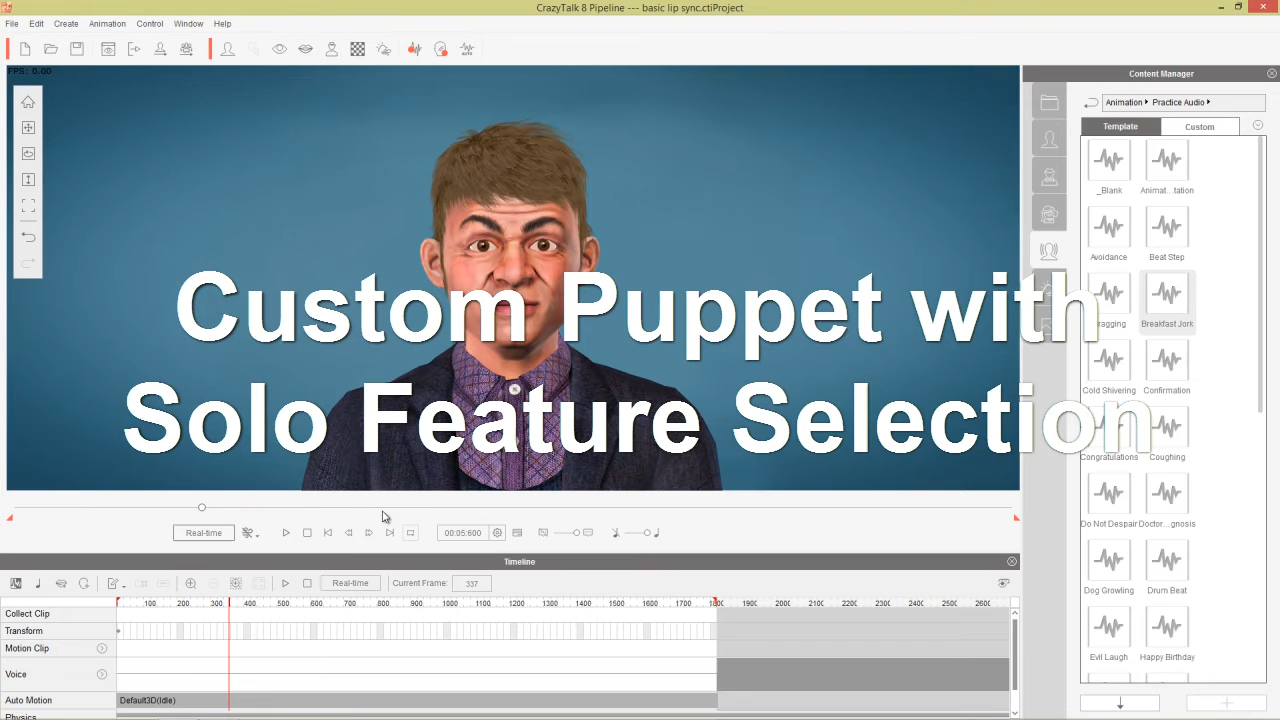 CrazyTalk 8 Pipeline --- basic lip sync.ctiProject
File Edit Create Animation Control Window Help
FPS: 0.00
Content Manager
Animation Practice Audio
Template Custom
_Blank Animat...tation
Avoidance Beat Step
ragging Breakfast Jork
Cold Shivering Confirmation
Congratulations Coughing
Do Not Despair Doctor...gnosis
Dog Growling Drum Beat
Evil Laugh Happy Birthday
Custom Puppet with
Solo Feature Selection
Real-time 00:05:600
Timeline
AUTO
Real-time Current Frame: 337
100 200 300 400 500 600 700 800 900 1000 1100 1200 1300 1400 1500 1600 1700 1800 1900 2000 2100 2200 2300 2400 2500 2600
Collect Clip
Transform
Motion Clip
Voice
Auto Motion Default3D(Idle)
Physics